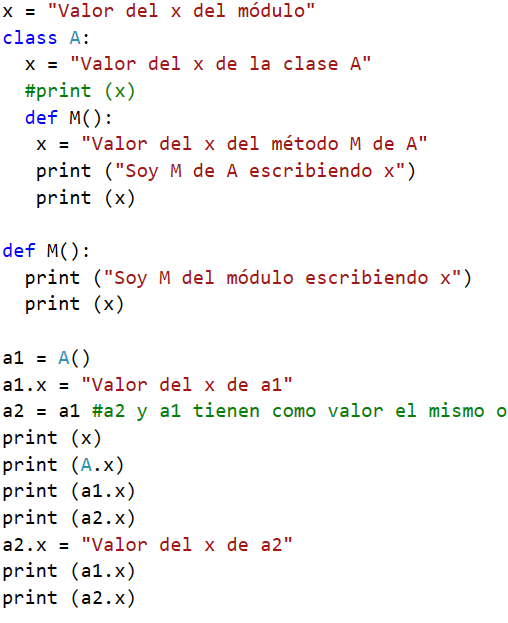 x = "Valor del x del módulo"
class A:
  x = "Valor del x de la clase A"
  #print (x)
  def M():
   x = "Valor del x del método M de A"
   print ("Soy M de A escribiendo x")
   print (x)

def M():
  print ("Soy M del módulo escribiendo x")
  print (x)

a1 = A()
a1.x = "Valor del x de a1"
a2 = a1 #a2 y a1 tienen como valor el mismo o
print (x)
print (A.x)
print (a1.x)
print (a2.x)
a2.x = "Valor del x de a2"
print (a1.x)
print (a2.x)